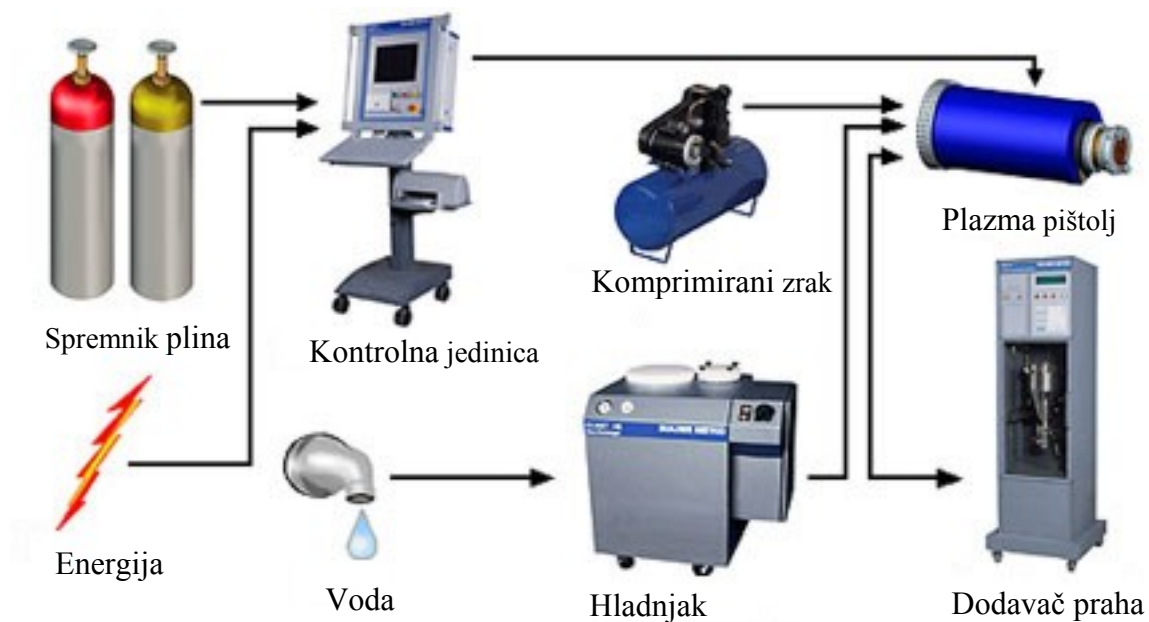 Spremnik plina
Kontrolna jedinica
Komprimirani zrak
Plazma pištolj
Energija
Voda
Hladnjak
Dodavač praha